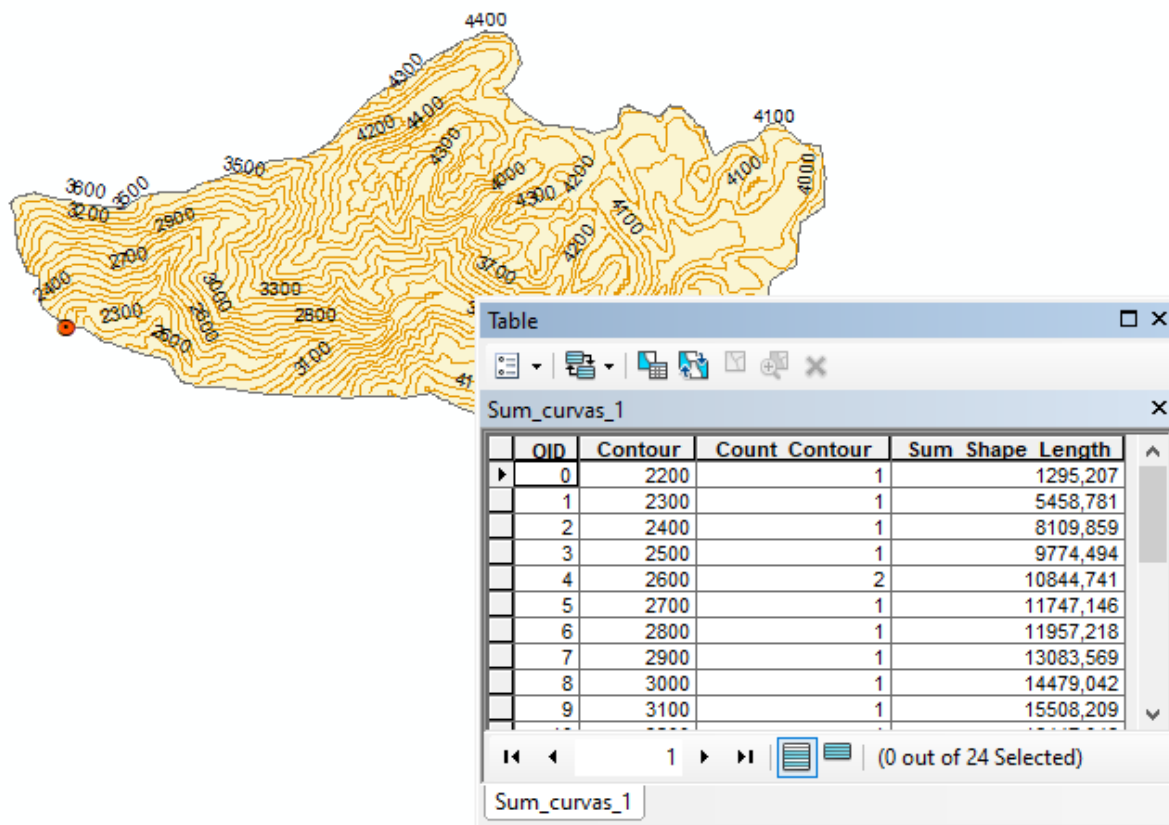 4400
4300
4200
4400
4300
4100
4100
4000
4000
4300
4200
4100
4200
3700
3500
3600
3500
3200
2900
2700
2400
2300
2600
3000
2600
3300
2800
3100
Table
Sum_curvas_1
OID Contour Count_Contour Sum_Shape_Length
0 2200 1 1295,207
1 2300 1 5458,781
2 2400 1 8109,859
3 2500 1 9774,494
4 2600 2 10844,741
5 2700 1 11747,146
6 2800 1 11957,218
7 2900 1 13083,569
8 3000 1 14479,042
9 3100 1 15508,209
1 (0 out of 24 Selected)
Sum_curvas_1